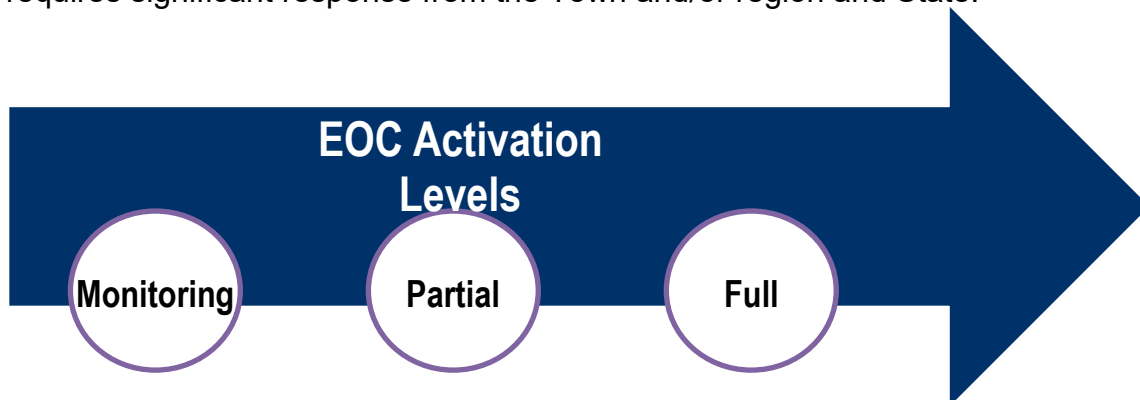 requires significant response from the Town and/or region and State.
EOC Activation
Levels
Monitoring
Partial
Full